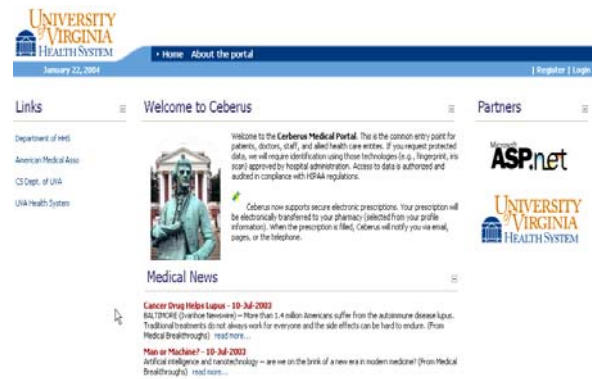 UNIVERSITY
OF VIRGINIA
HEALTH SYSTEM
• Home About the portal
January 22, 2004
| Register | Login
Links
Department of HHS
American Medical Asso
CS Dept. of UVA
UVA Health System
Welcome to Ceberus
Welcome to the Cerberus Medical Portal. This is the common entry point for
patients, doctors, staff, and allied health care entites. If you request protected
data, we will require identification using those technologies (e.g., fingerprint, iris
scan) approved by hospital administration. Access to data is authorized and
audited in compliance with HIPAA regulations.
Ceberus now supports secure electronic prescriptions. Your prescription will
be electronically transferred to your pharmacy (selected from your profile
information). When the prescription is filled, Ceberus will notify you via email,
pages, or the telephone.
Medical News
Cancer Drug Helps Lupus - 10-Jul-2003
BALTIMORE (Ivanhoe Newswire) -- More than 1.4 million Americans suffer from the autoimmune disease lupus.
Traditional treatments do not always work for everyone and the side effects can be hard to endure. (From
Medical Breakthroughs) read more...
Man or Machine? - 10-Jul-2003
Artificial intelligence and nanotechnology -- are we on the brink of a new era in modern medicine? (From Medical
Breakthroughs) read more...
Partners
Microsoft
ASP.net
UNIVERSITY
OF VIRGINIA
HEALTH SYSTEM